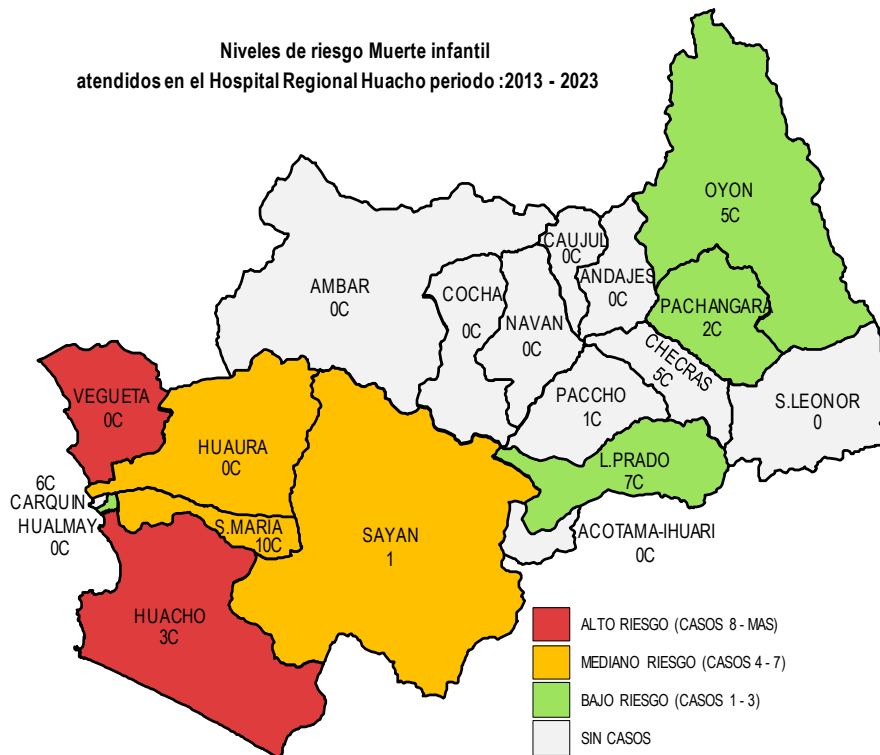 Niveles de riesgo Muerte infantil
atendidos en el Hospital Regional Huacho periodo :2013 - 2023
OYON
5C
CAUJUL
0C
ANDAJES
0C
AMBAR
0C
COCHA
0C
NAVAN
0C
PACHANGARA
2C
CHECRAS
5C
PACCHO
1C
S.LEONOR
0
VEGUETA
0C
HUAURA
0C
L.PRADO
7C
6C
CARQUIN
HUALMAY
0C
S.MARIA
10C
SAYAN
1
ACOTAMA-IHUARI
0C
HUACHO
3C
ALTO RIESGO (CASOS 8 - MAS)
MEDIANO RIESGO (CASOS 4 - 7)
BAJO RIESGO (CASOS 1 - 3)
SIN CASOS